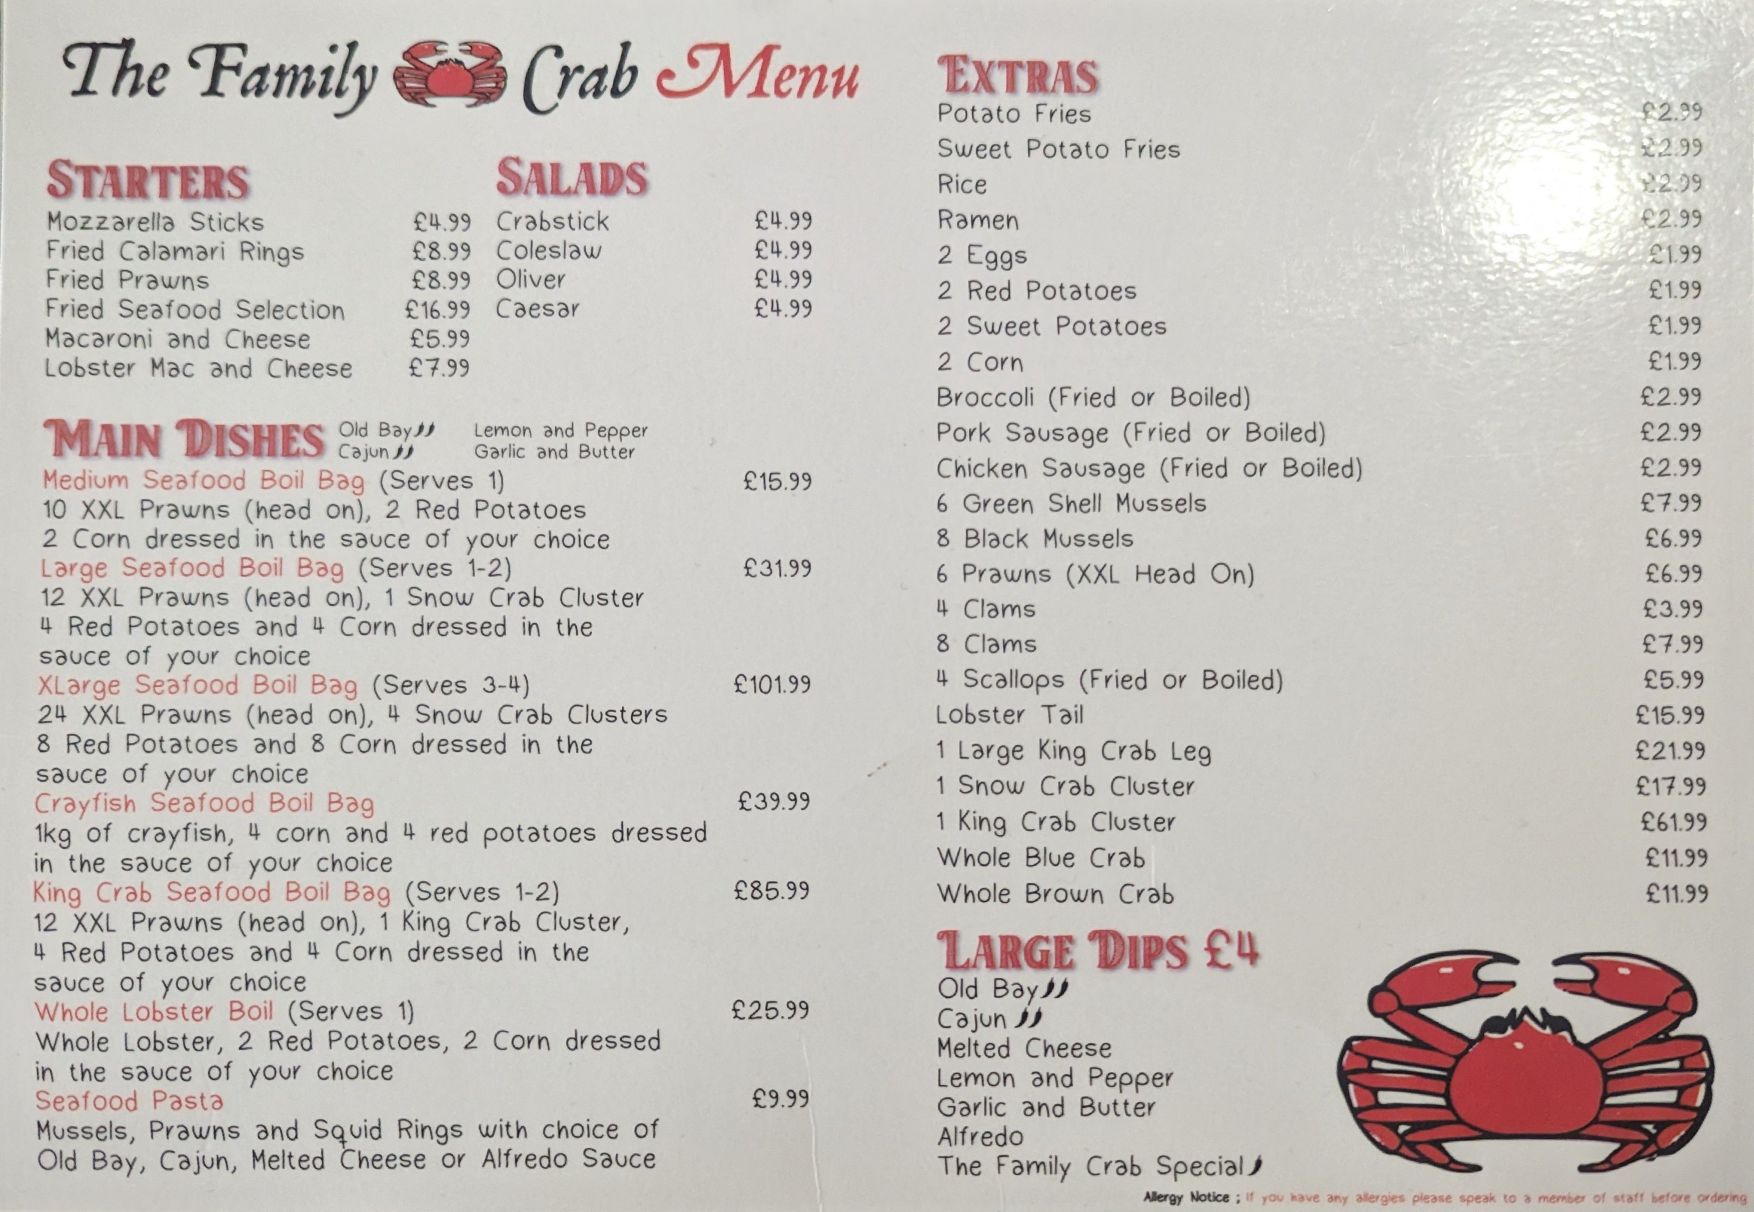 The Family Crab Menu
STARTERS
Mozzarella Sticks £4.99
Fried Calamari Rings £8.99
Fried Prawns £8.99
Fried Seafood Selection £16.99
Macaroni and Cheese £5.99
Lobster Mac and Cheese £7.99
SALADS
Crabstick £4.99
Coleslaw £4.99
Oliver £4.99
Caesar £4.99
MAIN DISHES
Old Bay Lemon and Pepper
Cajun Garlic and Butter
Medium Seafood Boil Bag (Serves 1) £15.99
10 XXL Prawns (head on), 2 Red Potatoes
2 Corn dressed in the sauce of your choice
Large Seafood Boil Bag (Serves 1-2) £31.99
12 XXL Prawns (head on), 1 Snow Crab Cluster
4 Red Potatoes and 4 Corn dressed in the
sauce of your choice
XLarge Seafood Boil Bag (Serves 3-4) £101.99
24 XXL Prawns (head on), 4 Snow Crab Clusters
8 Red Potatoes and 8 Corn dressed in the
sauce of your choice
Crayfish Seafood Boil Bag £39.99
1kg of crayfish, 4 corn and 4 red potatoes dressed
in the sauce of your choice
King Crab Seafood Boil Bag (Serves 1-2) £85.99
12 XXL Prawns (head on), 1 King Crab Cluster,
4 Red Potatoes and 4 Corn dressed in the
sauce of your choice
Whole Lobster Boil (Serves 1) £25.99
Whole Lobster, 2 Red Potatoes, 2 Corn dressed
in the sauce of your choice
Seafood Pasta £9.99
Mussels, Prawns and Squid Rings with choice of
Old Bay, Cajun, Melted Cheese or Alfredo Sauce
EXTRAS
Potato Fries £2.99
Sweet Potato Fries £2.99
Rice £2.99
Ramen £2.99
2 Eggs £1.99
2 Red Potatoes £1.99
2 Sweet Potatoes £1.99
2 Corn £1.99
Broccoli (Fried or Boiled) £2.99
Pork Sausage (Fried or Boiled) £2.99
Chicken Sausage (Fried or Boiled) £2.99
6 Green Shell Mussels £7.99
8 Black Mussels £6.99
6 Prawns (XXL Head On) £6.99
4 Clams £3.99
8 Clams £7.99
4 Scallops (Fried or Boiled) £5.99
Lobster Tail £15.99
1 Large King Crab Leg £21.99
1 Snow Crab Cluster £17.99
1 King Crab Cluster £61.99
Whole Blue Crab £11.99
Whole Brown Crab £11.99
LARGE DIPS £4
Old Bay
Cajun
Melted Cheese
Lemon and Pepper
Garlic and Butter
Alfredo
The Family Crab Special
Allergy Notice ; If you have any allergies please speak to a member of staff before ordering